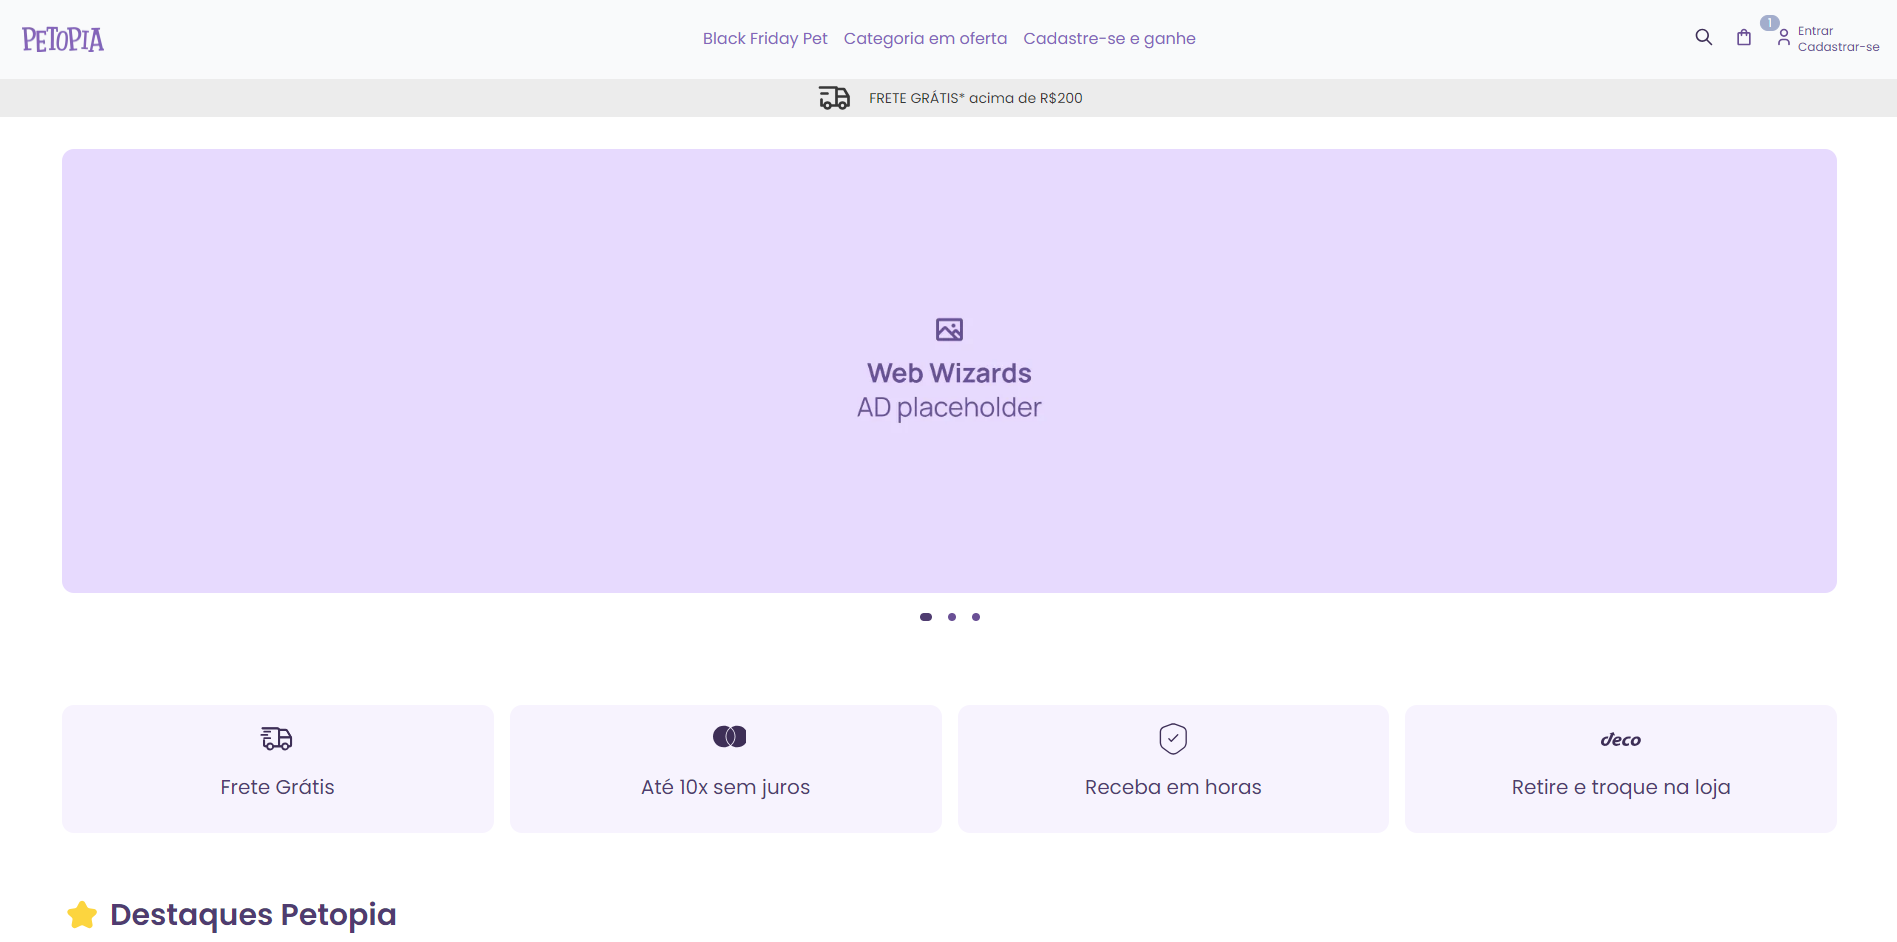 PETOPIA
Black Friday Pet
Categoria em oferta
Cadastre-se e ganhe
1
Entrar
Cadastrar-se
FRETE GRÁTIS* acima de R$200
Web Wizards
AD placeholder
Frete Grátis
Até 10x sem juros
Receba em horas
deco
Retire e troque na loja
Destaques Petopia